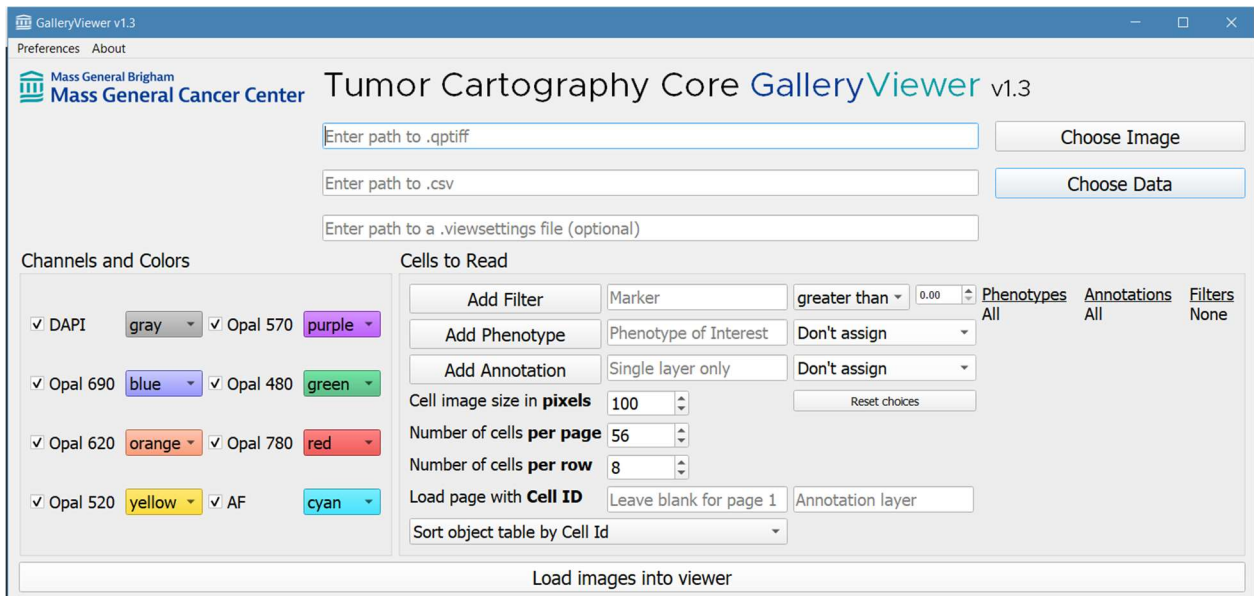 GalleryViewer v1.3
Preferences About
Mass General Brigham
Mass General Cancer Center
Tumor Cartography Core GalleryViewer v1.3
Enter path to .qptiff
Choose Image
Enter path to .csv
Choose Data
Enter path to a .viewsettings file (optional)
Channels and Colors
DAPI gray Opal 570 purple
Opal 690 blue Opal 480 green
Opal 620 orange Opal 780 red
Opal 520 yellow AF cyan
Cells to Read
Add Filter Marker greater than 0.00
Add Phenotype Phenotype of Interest Don't assign
Add Annotation Single layer only Don't assign
Cell image size in pixels 100 Reset choices
Number of cells per page 56
Number of cells per row 8
Load page with Cell ID Leave blank for page 1 Annotation layer
Sort object table by Cell Id
Phenotypes Annotations Filters
All All None
Load images into viewer